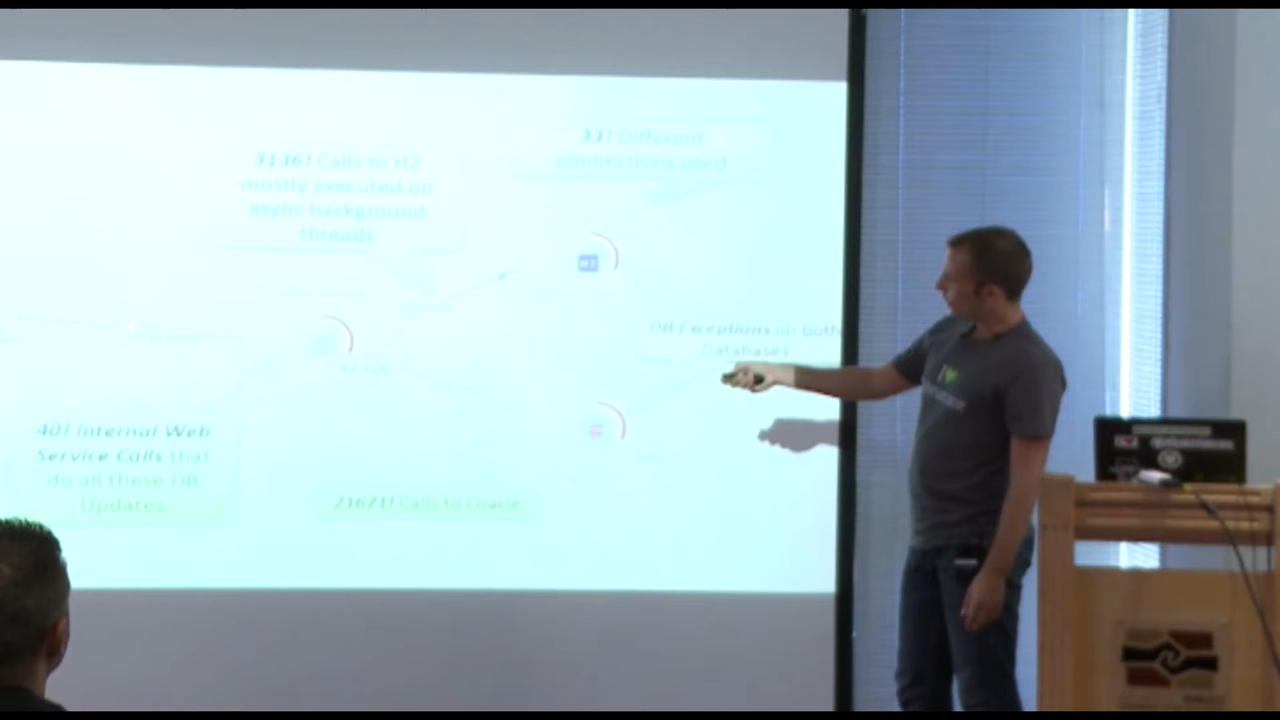 3136! Calls to H2
mostly executed on
async background
threads
33! Different
connections used
H2
DB Exceptions on both
Databases
40! internal Web
Service Calls that
do all these DB
Updates
21671! Calls to Oracle
I